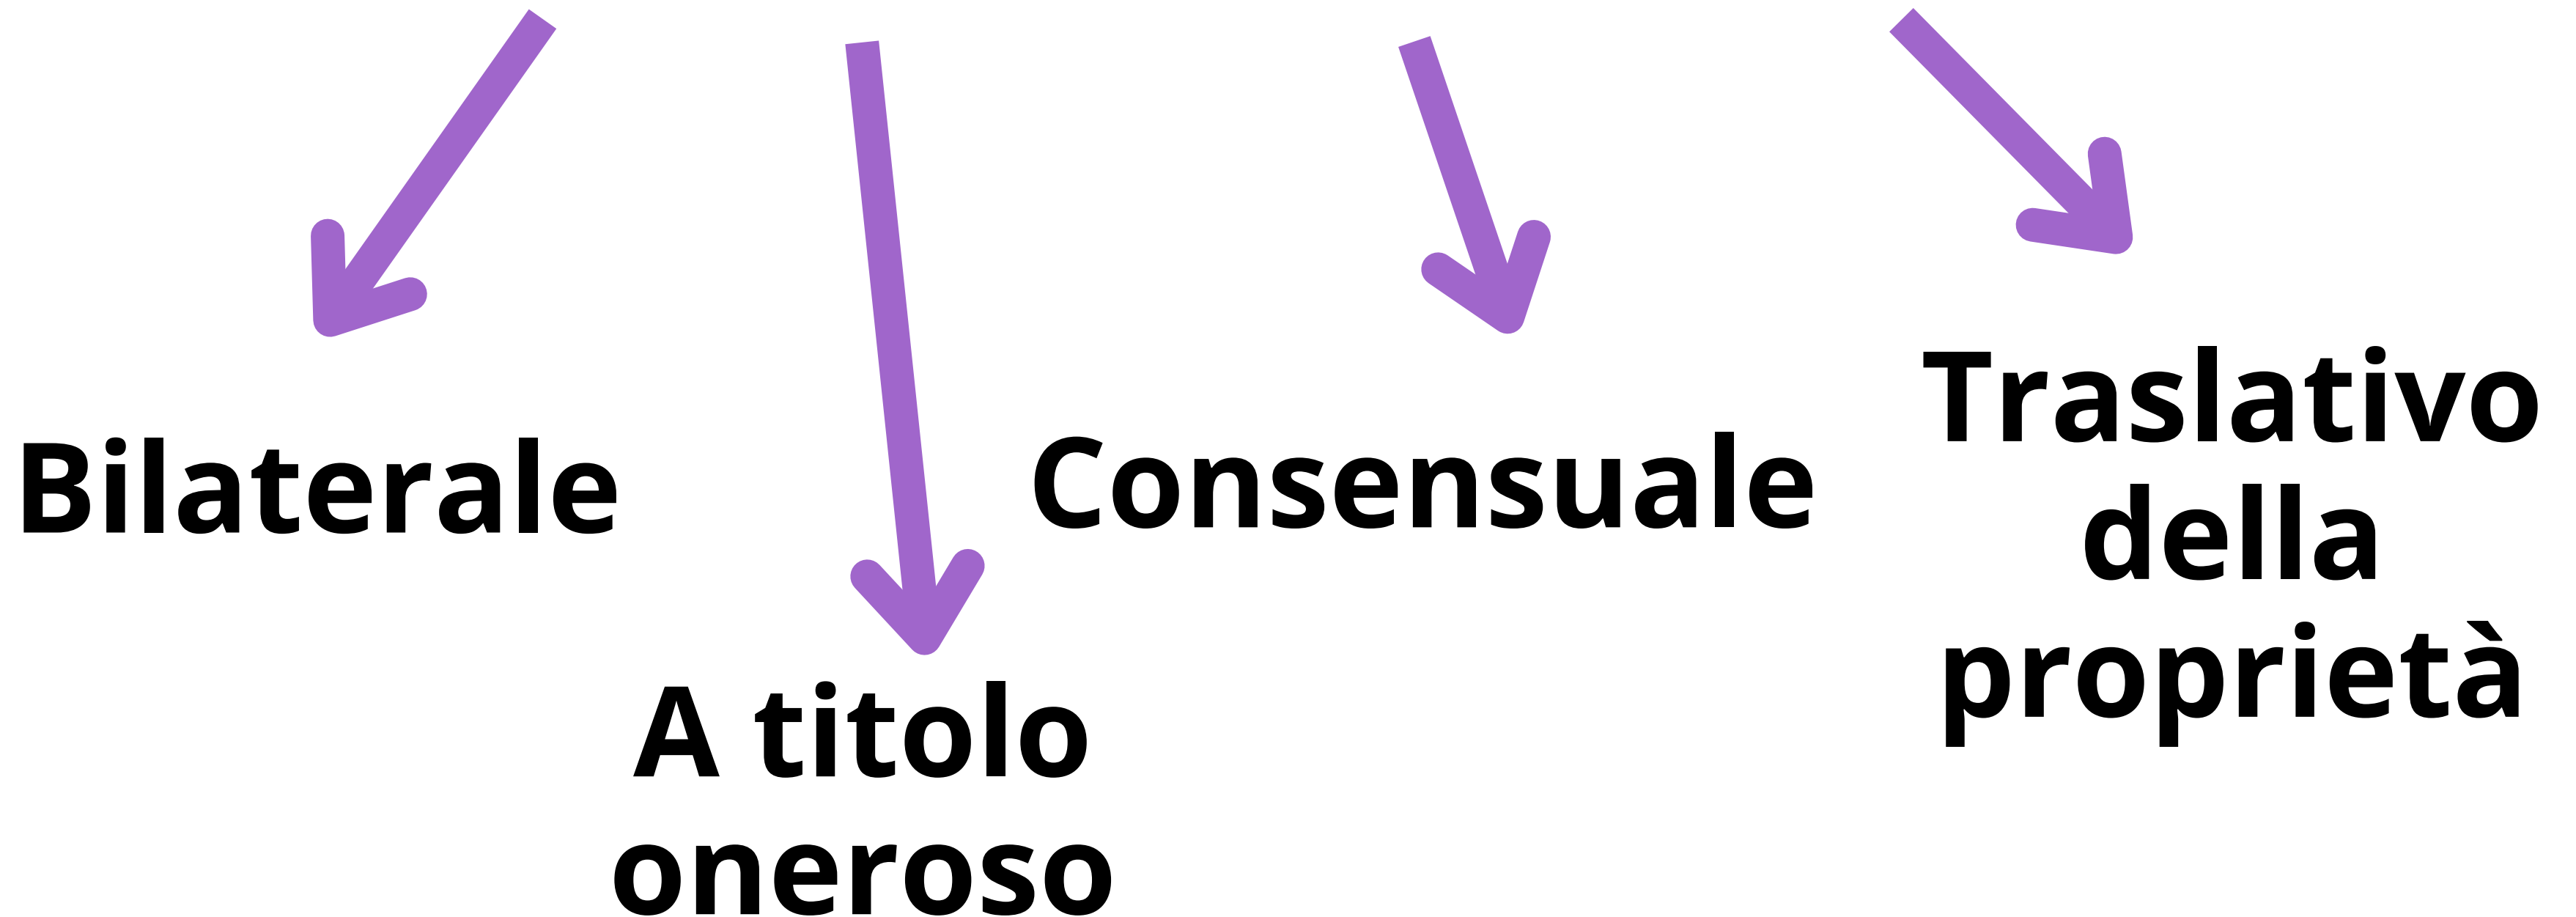 Bilaterale
A titolo
oneroso
Consensuale
Traslativo
della
proprietà